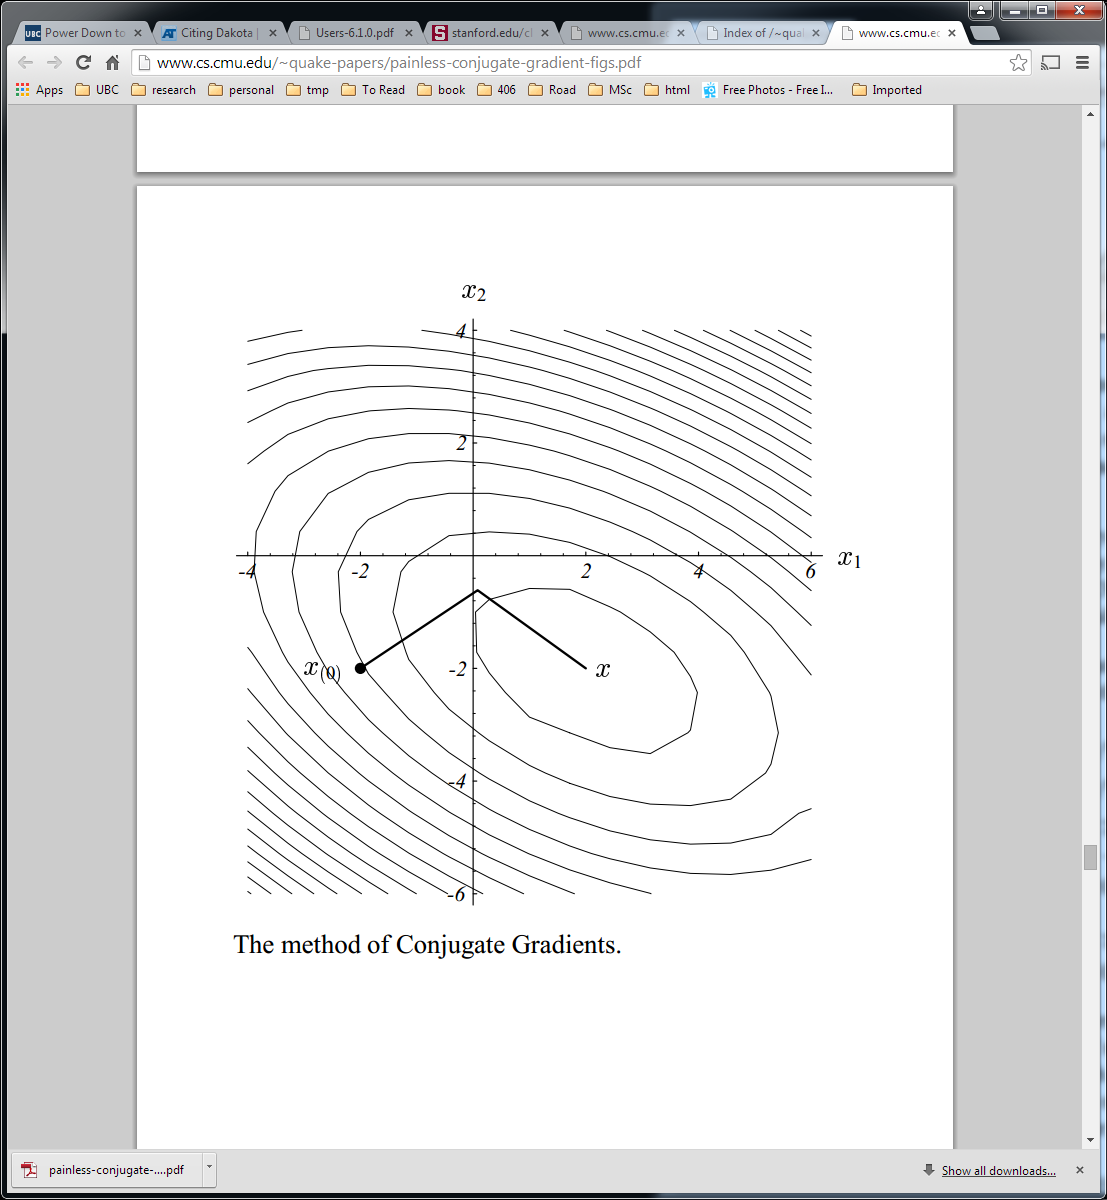 Power Down to
Citing Dakota |
Users-6.1.0.pdf
stanford.edu/cl
www.cs.cmu.ec
Index of /~qual
www.cs.cmu.ec
www.cs.cmu.edu/~quake-papers/painless-conjugate-gradient-figs.pdf
Apps UBC research personal tmp To Read book 406 Road MSc html Free Photos - Free I... Imported
x2
4
2
-4 -2 2 4 6 x1
x(0) -2 x
-4
-6
The method of Conjugate Gradients.
painless-conjugate-....pdf
Show all downloads...